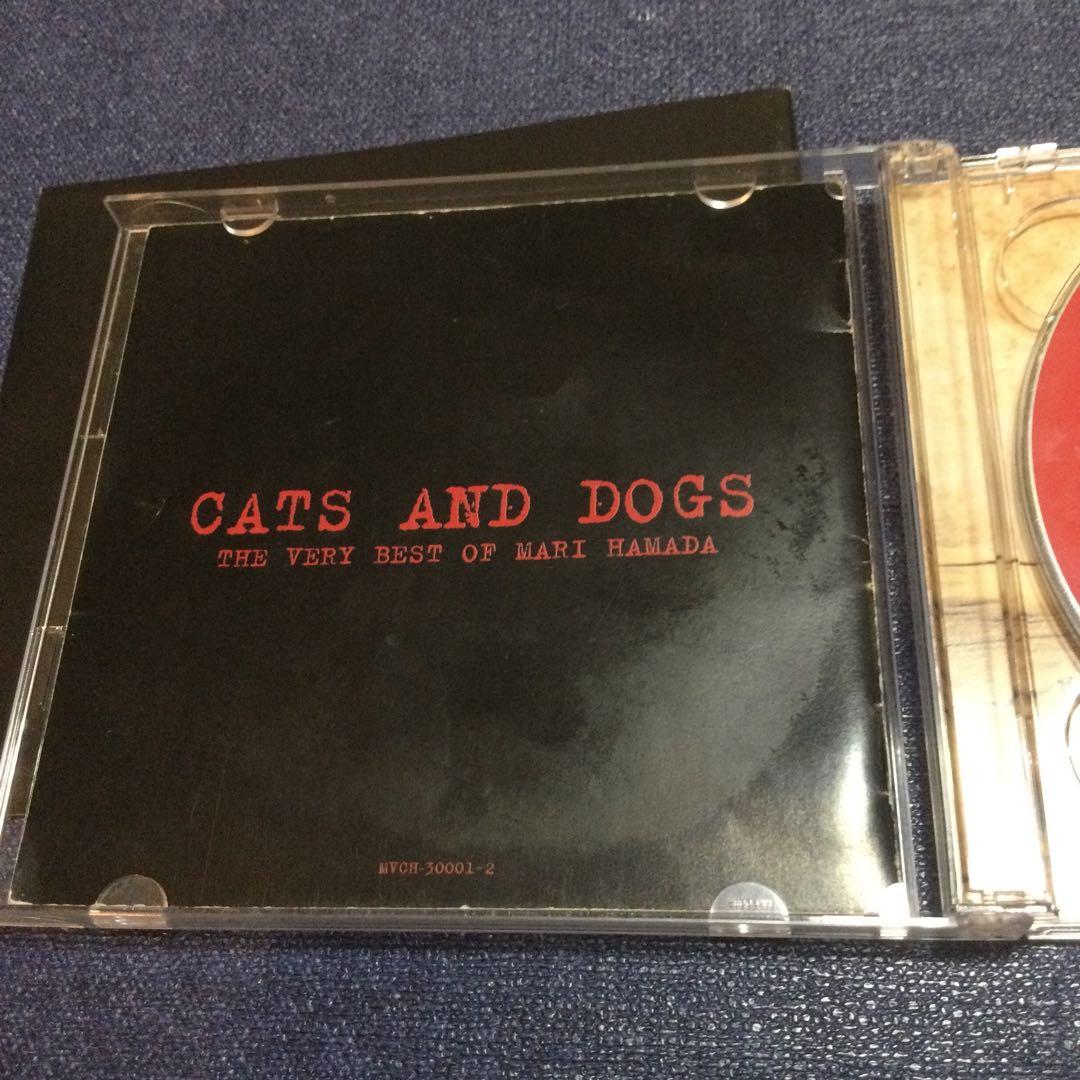 CATS AND DOGS
THE VERY BEST OF MARI HAMADA
MVCH-30001-2